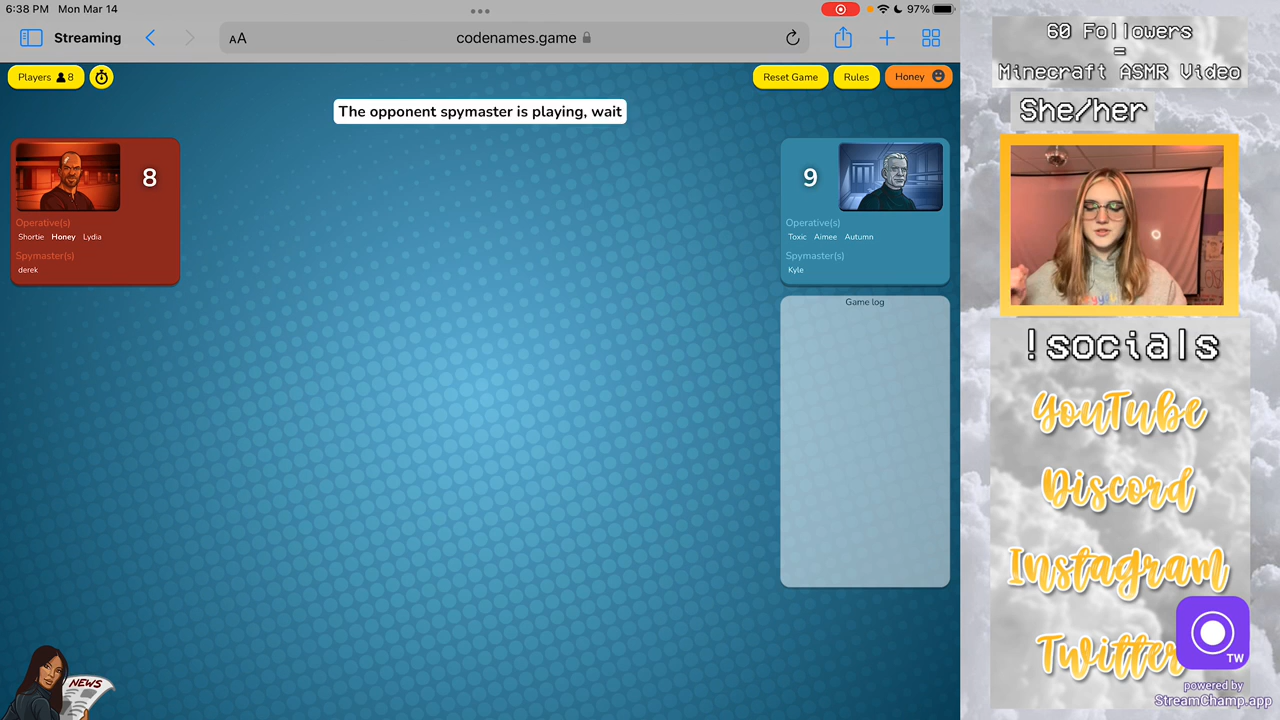 6:38 PM Mon Mar 14
97%
Streaming
AA
codenames.game
Players 8
Reset Game
Rules
Honey
The opponent spymaster is playing, wait
8
Operative(s)
Shortie Honey Lydia
Spymaster(s)
derek
9
Operative(s)
Toxic Aimee Autumn
Spymaster(s)
Kyle
Game log
NEWS
60 Followers
=
Minecraft ASMR Video
She/her
!socials
YouTube
Discord
Instagram
Twitter
TW
powered by
StreamChamp.app